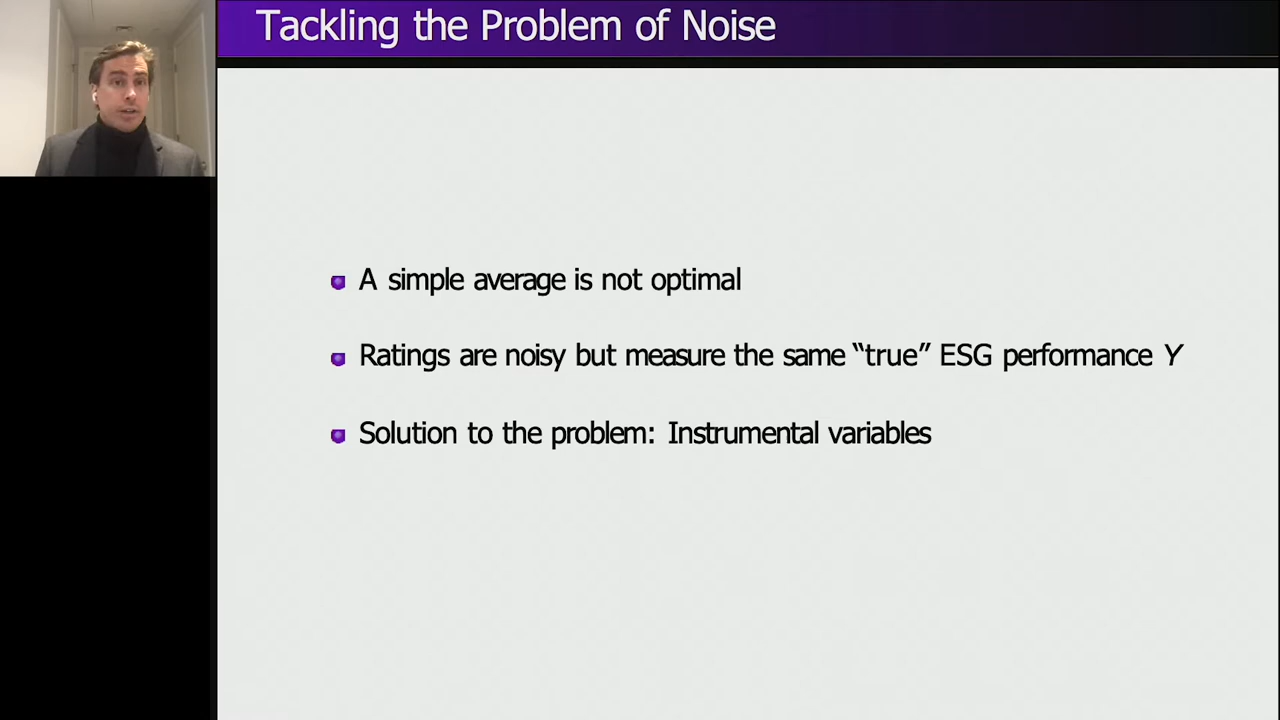 Tackling the Problem of Noise
A simple average is not optimal
Ratings are noisy but measure the same “true” ESG performance Y
Solution to the problem: Instrumental variables